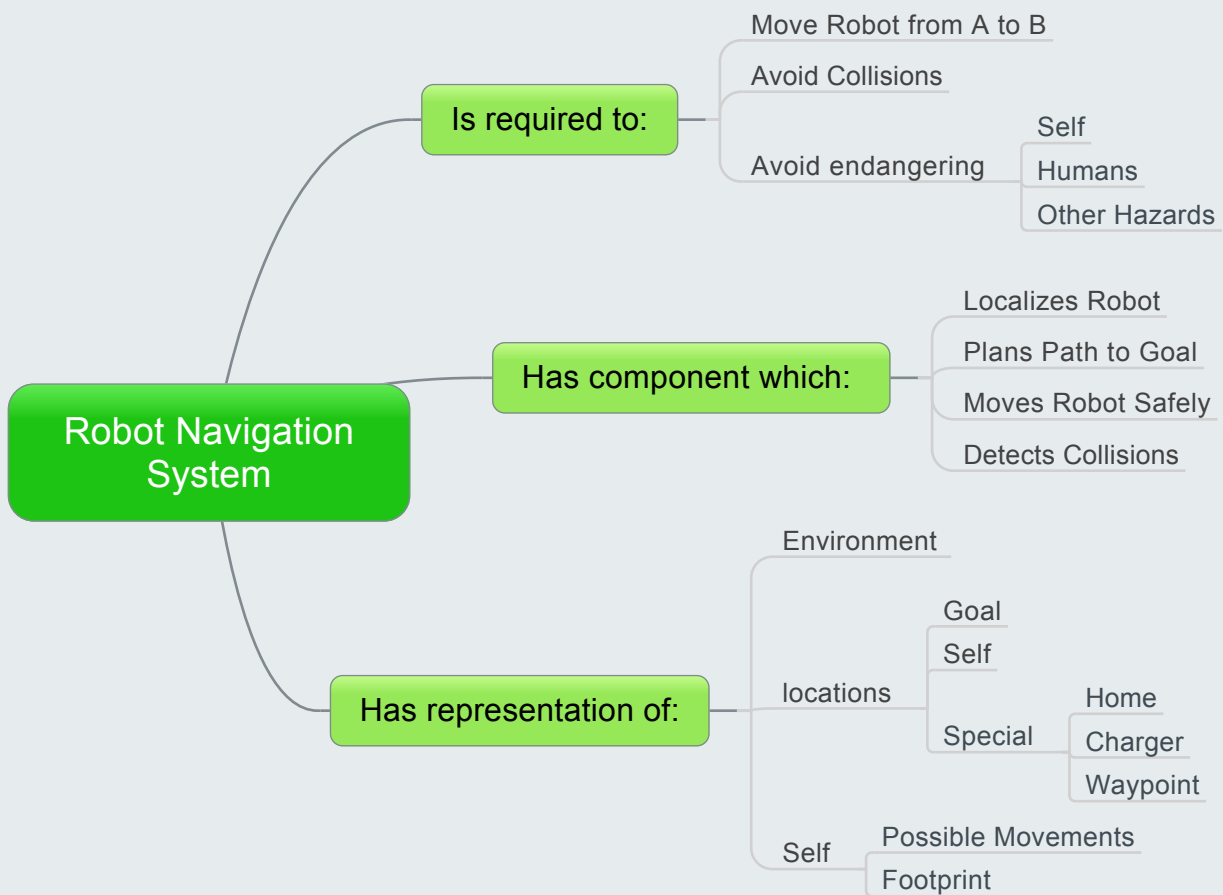 Move Robot from A to B
Avoid Collisions
Is required to:
Self
Avoid endangering
Humans
Other Hazards
Localizes Robot
Plans Path to Goal
Has component which:
Moves Robot Safely
Detects Collisions
Robot Navigation
System
Environment
Goal
Self
locations
Has representation of:
Special
Home
Charger
Waypoint
Self
Possible Movements
Footprint